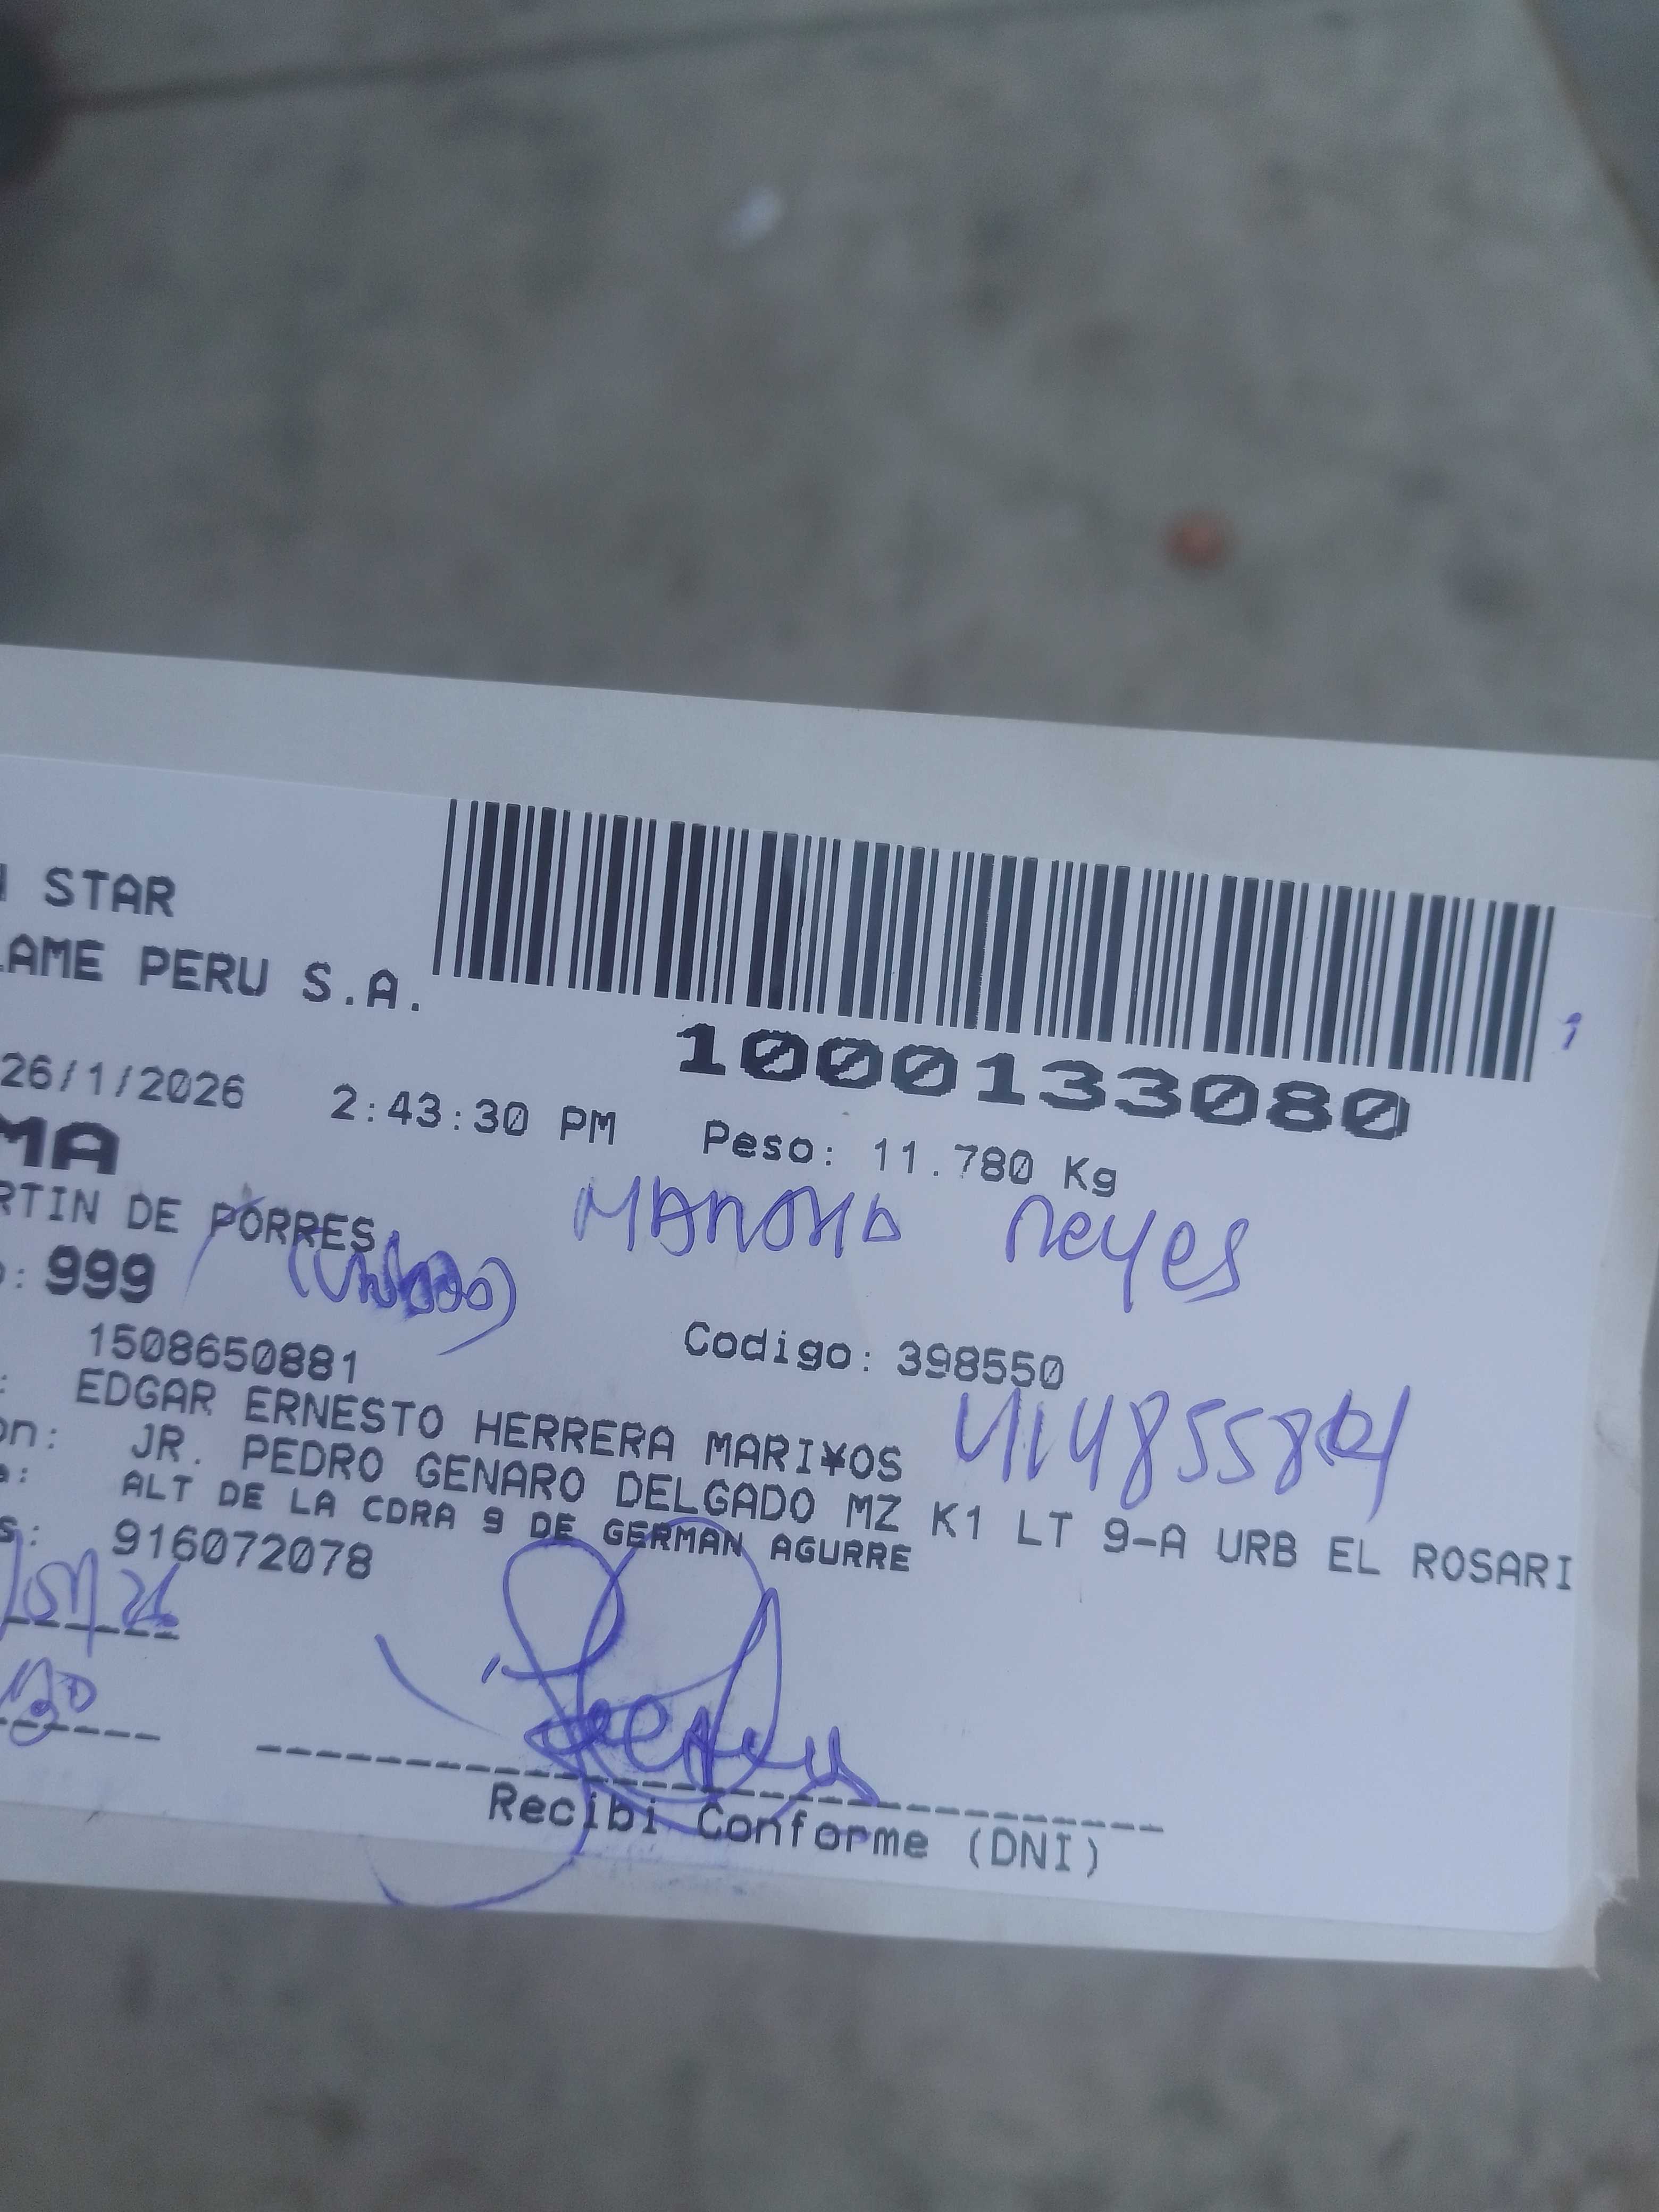 STAR
LAME PERU S.A.
1000133080
26/1/2026 2:43:30 PM Peso: 11.780 Kg
MA
RTIN DE PORRES
Reyes
: 999
1508650881 Codigo: 398550
: EDGAR ERNESTO HERRERA MARI¥OS
on: JR. PEDRO GENARO DELGADO MZ K1 LT 9-A URB EL ROSARI
a: ALT DE LA CDRA 9 DE GERMAN AGURRE
s: 916072078
Recibi Conforme (DNI)